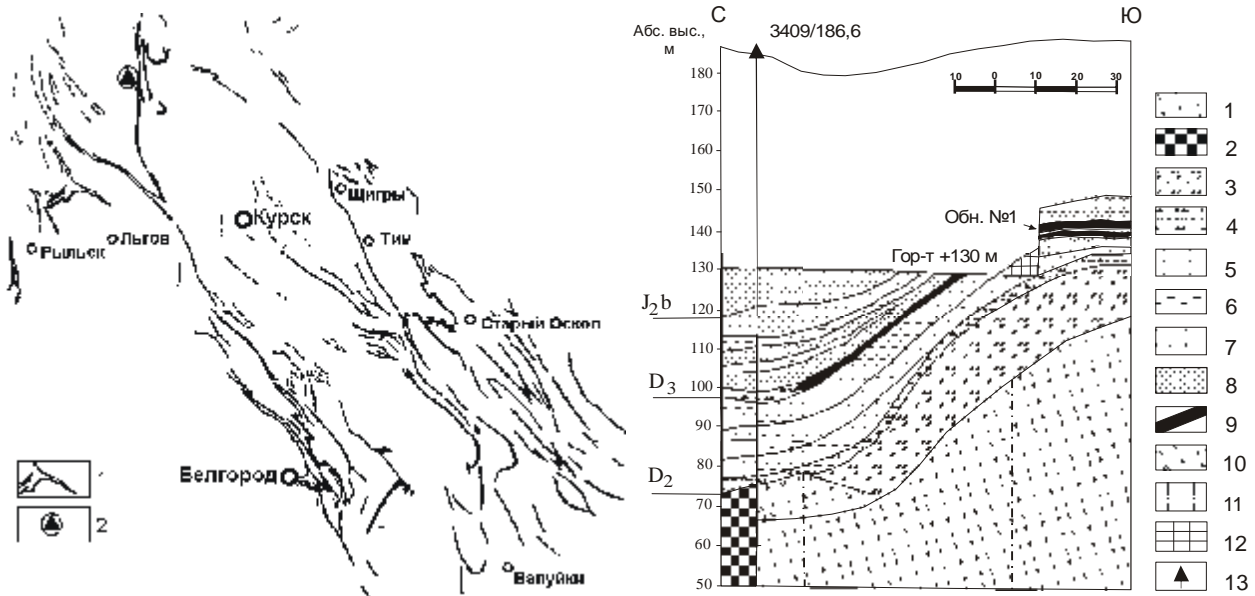 Щигры
Курск
Тим
Льгов
Рыльск
Старый Оскол
Белгород
Валуйки
1
2
С
Ю
Абс. выс.,
м
3409/186,6
10 0 10 20 30
180
170
160
150
140
130
120
110
100
90
80
70
60
50
Обн. №1
Гор-т +130 м
J₂b
D₃
D₂
1
2
3
4
5
6
7
8
9
10
11
12
13